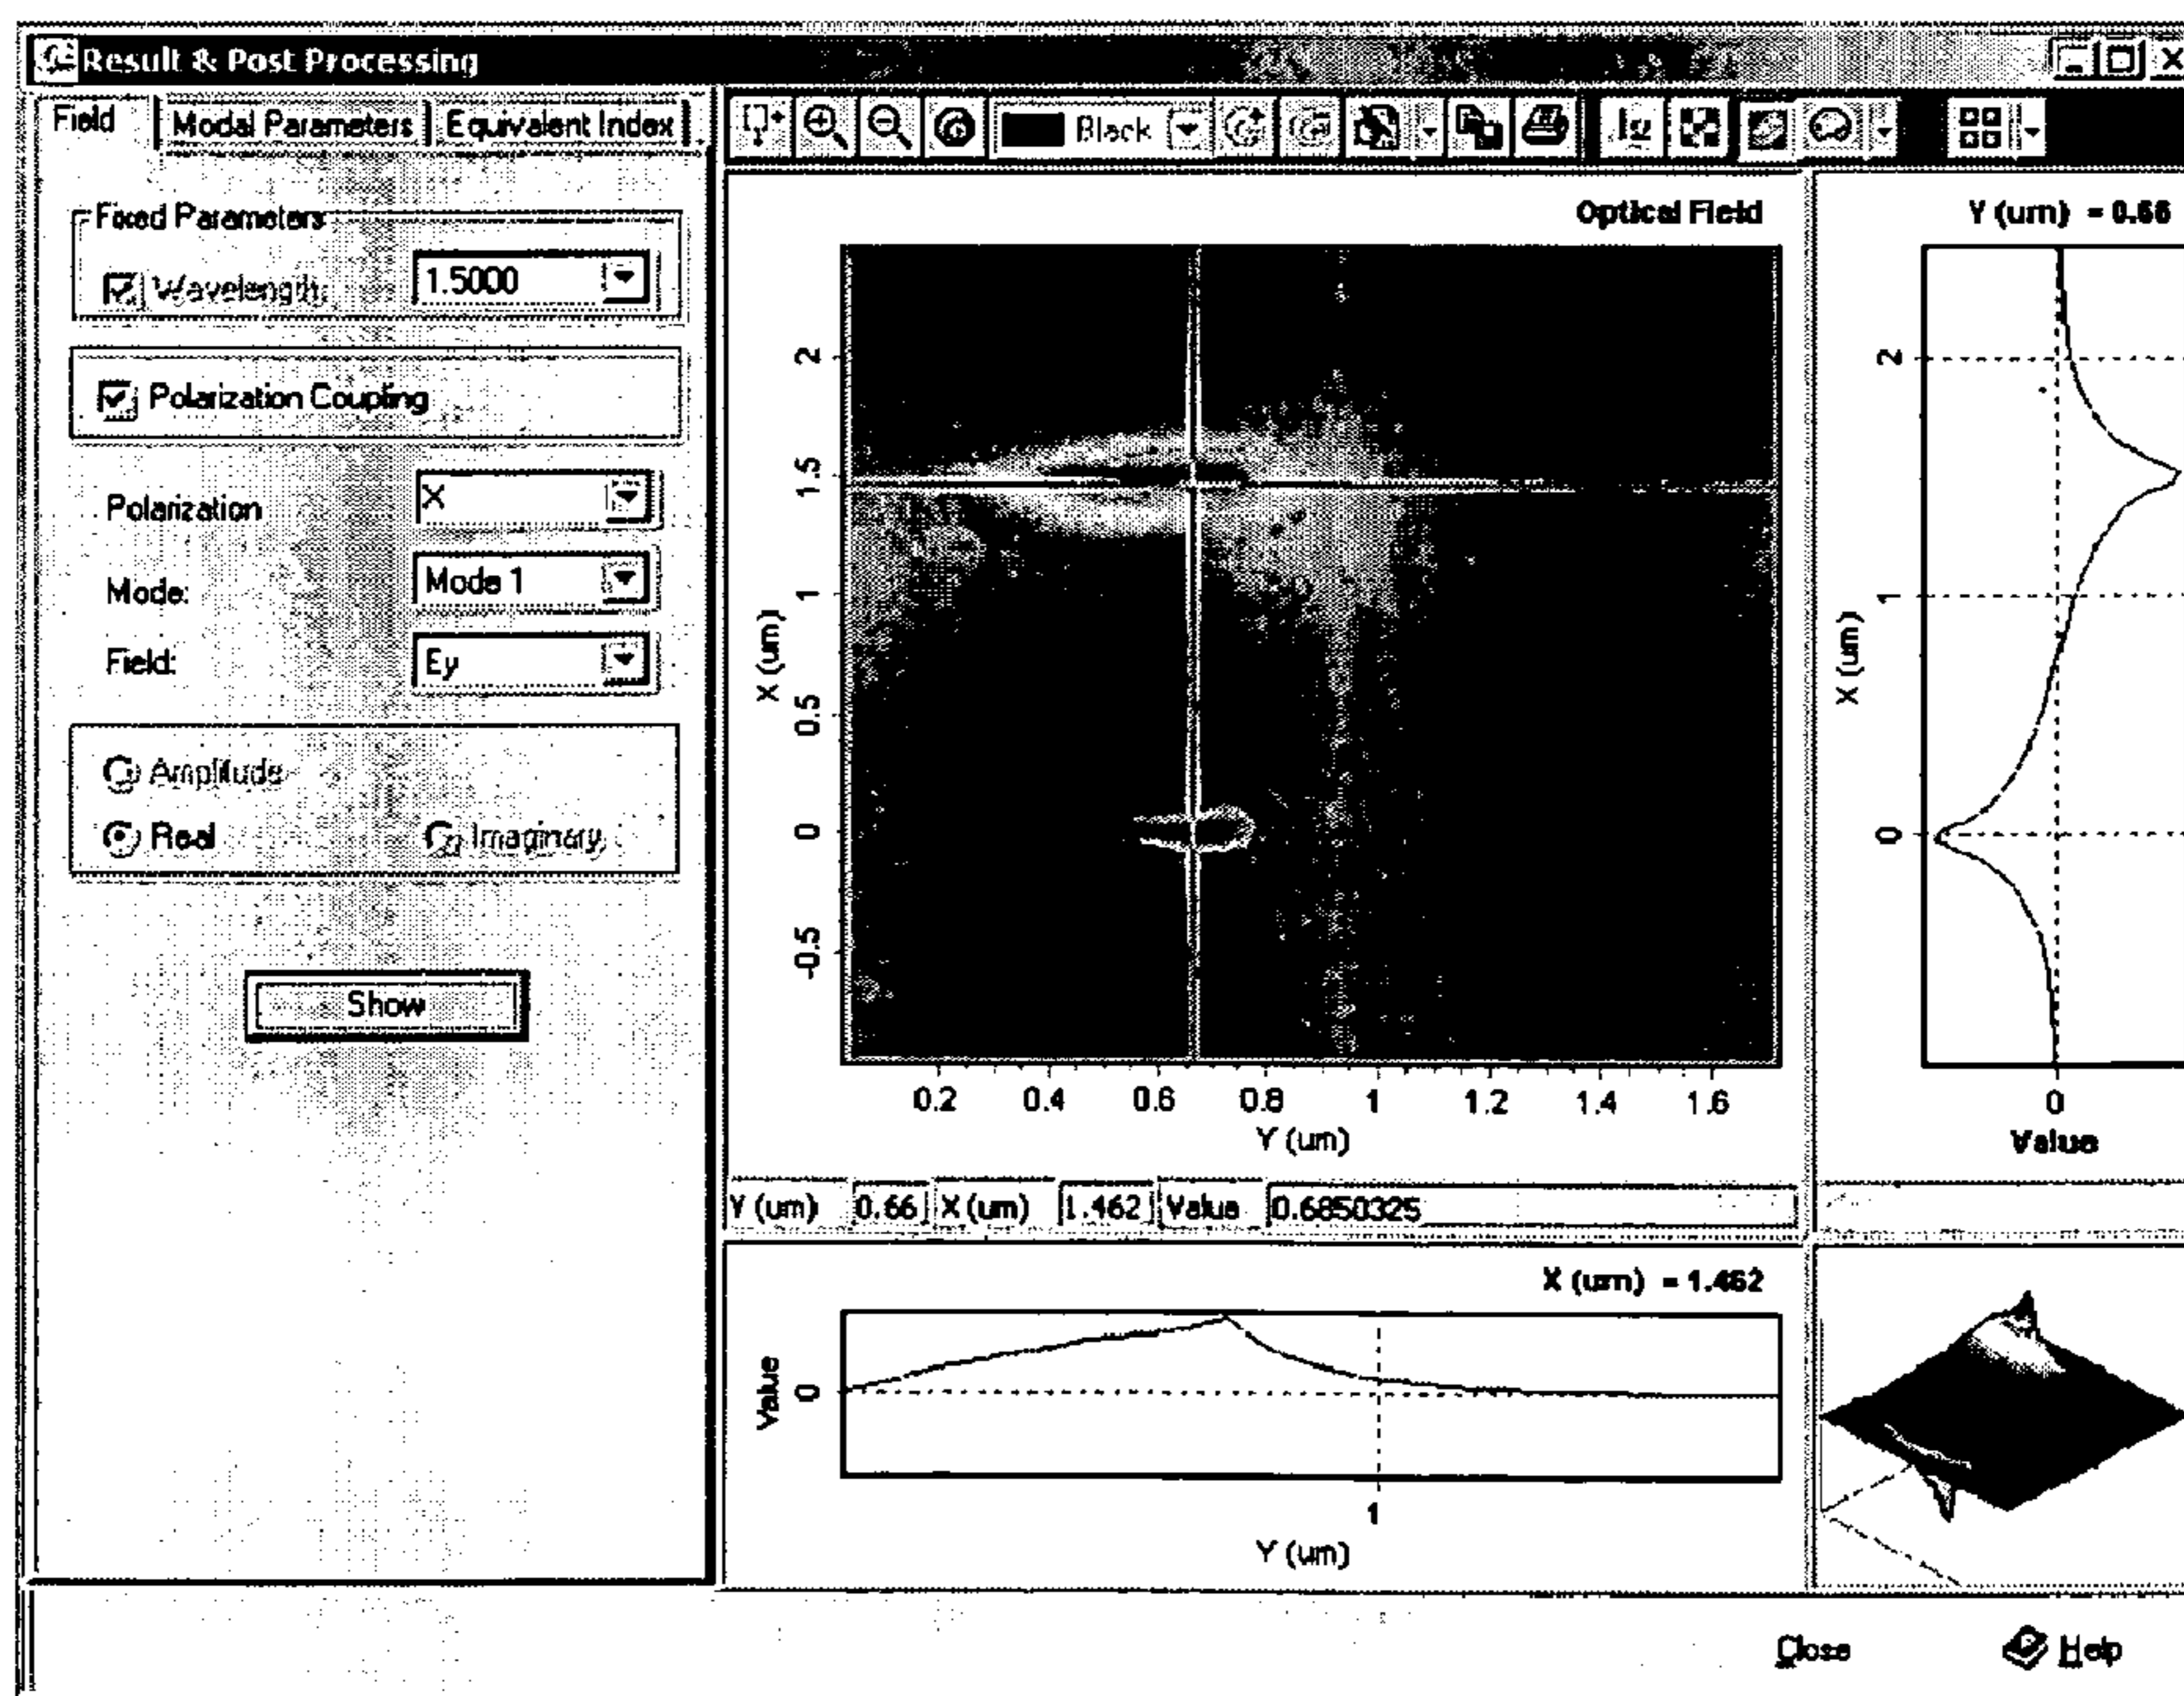 Result & Post Processing
Field
Modal Parameters
Equivalent Index
Black
Fixed Parameters
Wavelength:
1.5000
Polarization Coupling
Polarization
X
Mode:
Mode 1
Field:
Ey
Amplitude
Real
Imaginary
Show
Optical Field
X (um)
2
1.5
1
0.5
0
-0.5
0.2 0.4 0.6 0.8 1 1.2 1.4 1.6
Y (um)
Y (um) 0.66 X (um) 1.462 Value 0.6850325
Y (um) = 0.66
X (um)
2
1
0
0
Value
X (um) = 1.462
Value
0
1
Y (um)
Close
Help